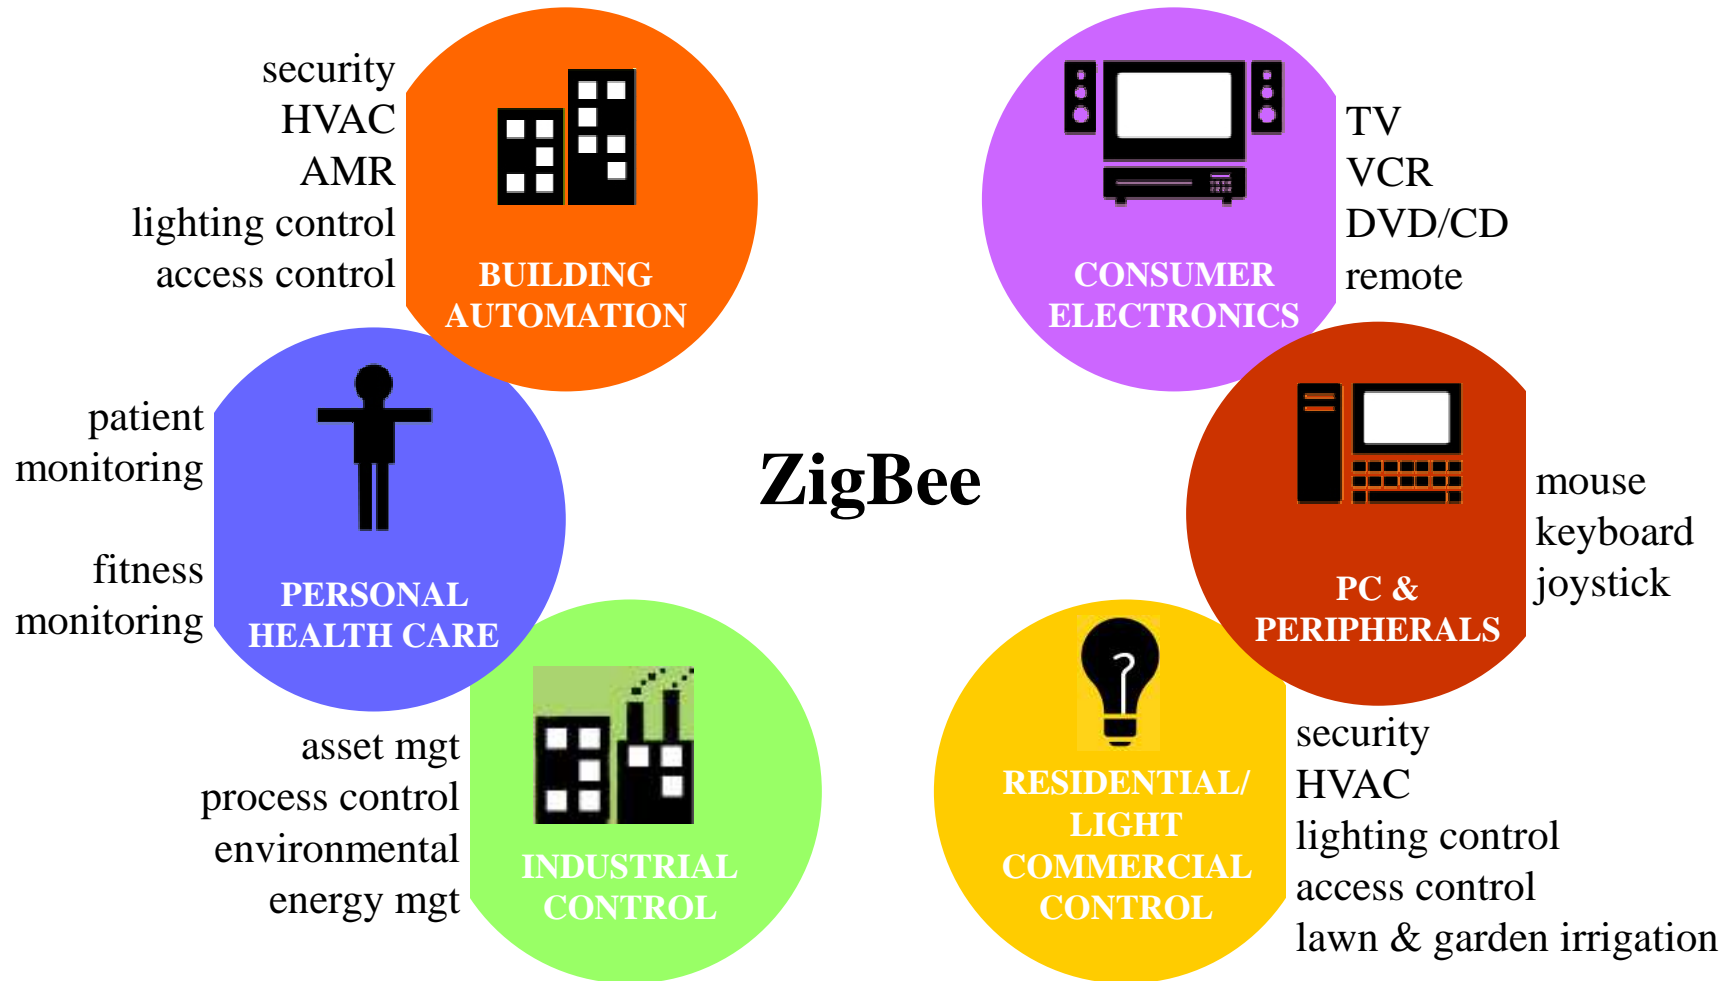 security
HVAC
AMR
lighting control
access control
BUILDING
AUTOMATION
CONSUMER
ELECTRONICS
TV
VCR
DVD/CD
remote
patient
monitoring
fitness
monitoring
PERSONAL
HEALTH CARE
ZigBee
PC &
PERIPHERALS
mouse
keyboard
joystick
asset mgt
process control
environmental
energy mgt
INDUSTRIAL
CONTROL
RESIDENTIAL/
LIGHT
COMMERCIAL
CONTROL
security
HVAC
lighting control
access control
lawn & garden irrigation